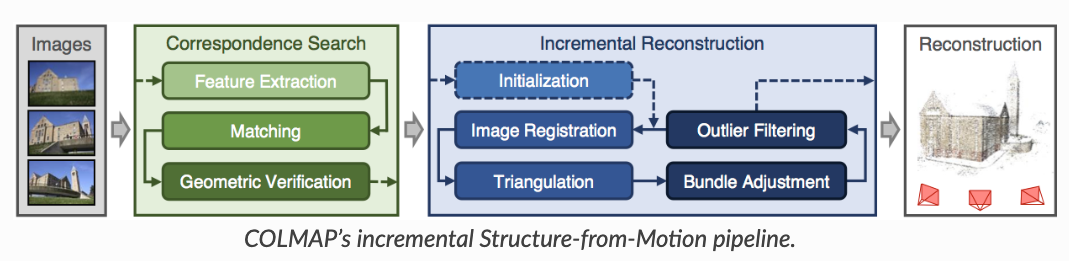 Images
Correspondence Search
Feature Extraction
Matching
Geometric Verification
Incremental Reconstruction
Initialization
Image Registration
Outlier Filtering
Triangulation
Bundle Adjustment
Reconstruction
COLMAP’s incremental Structure-from-Motion pipeline.